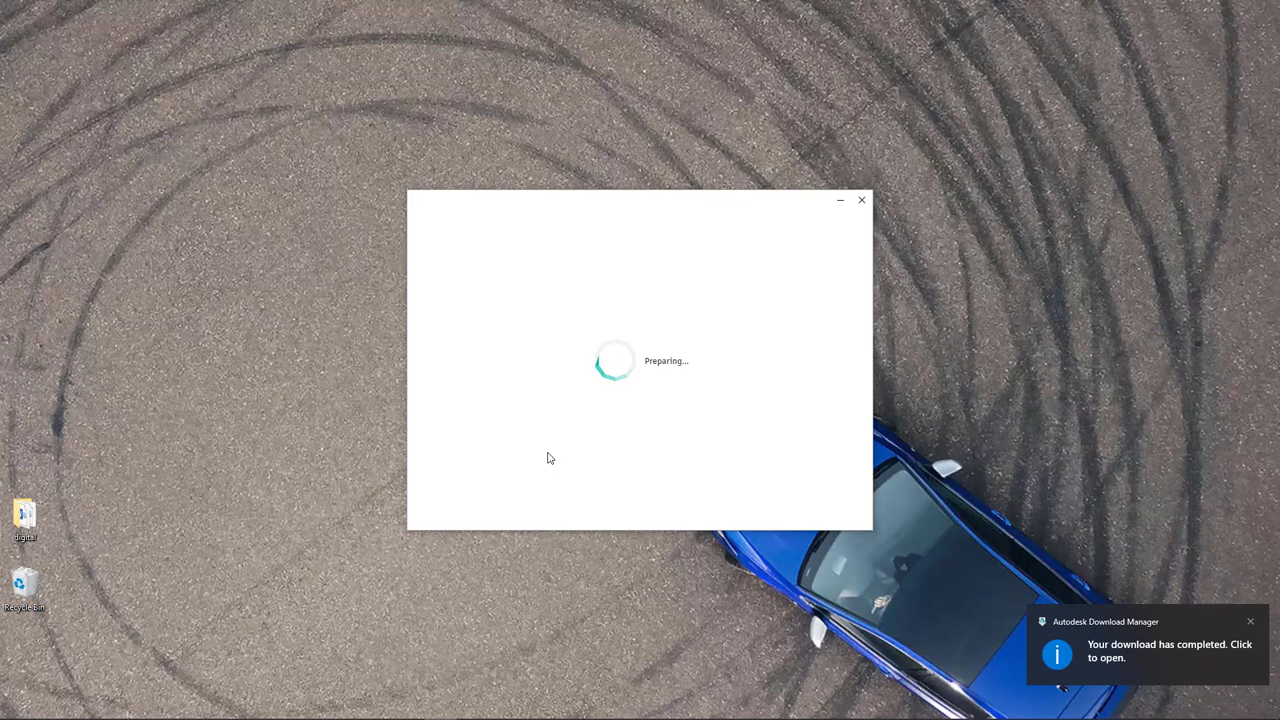 Preparing...
digital
Recycle Bin
Autodesk Download Manager
Your download has completed. Click
to open.